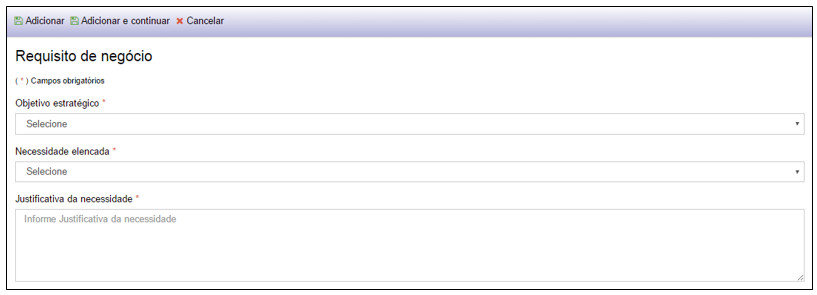 Adicionar Adicionar e continuar Cancelar
Requisito de negócio
( * ) Campos obrigatórios
Objetivo estratégico *
Selecione
Necessidade elencada *
Selecione
Justificativa da necessidade *
Informe Justificativa da necessidade